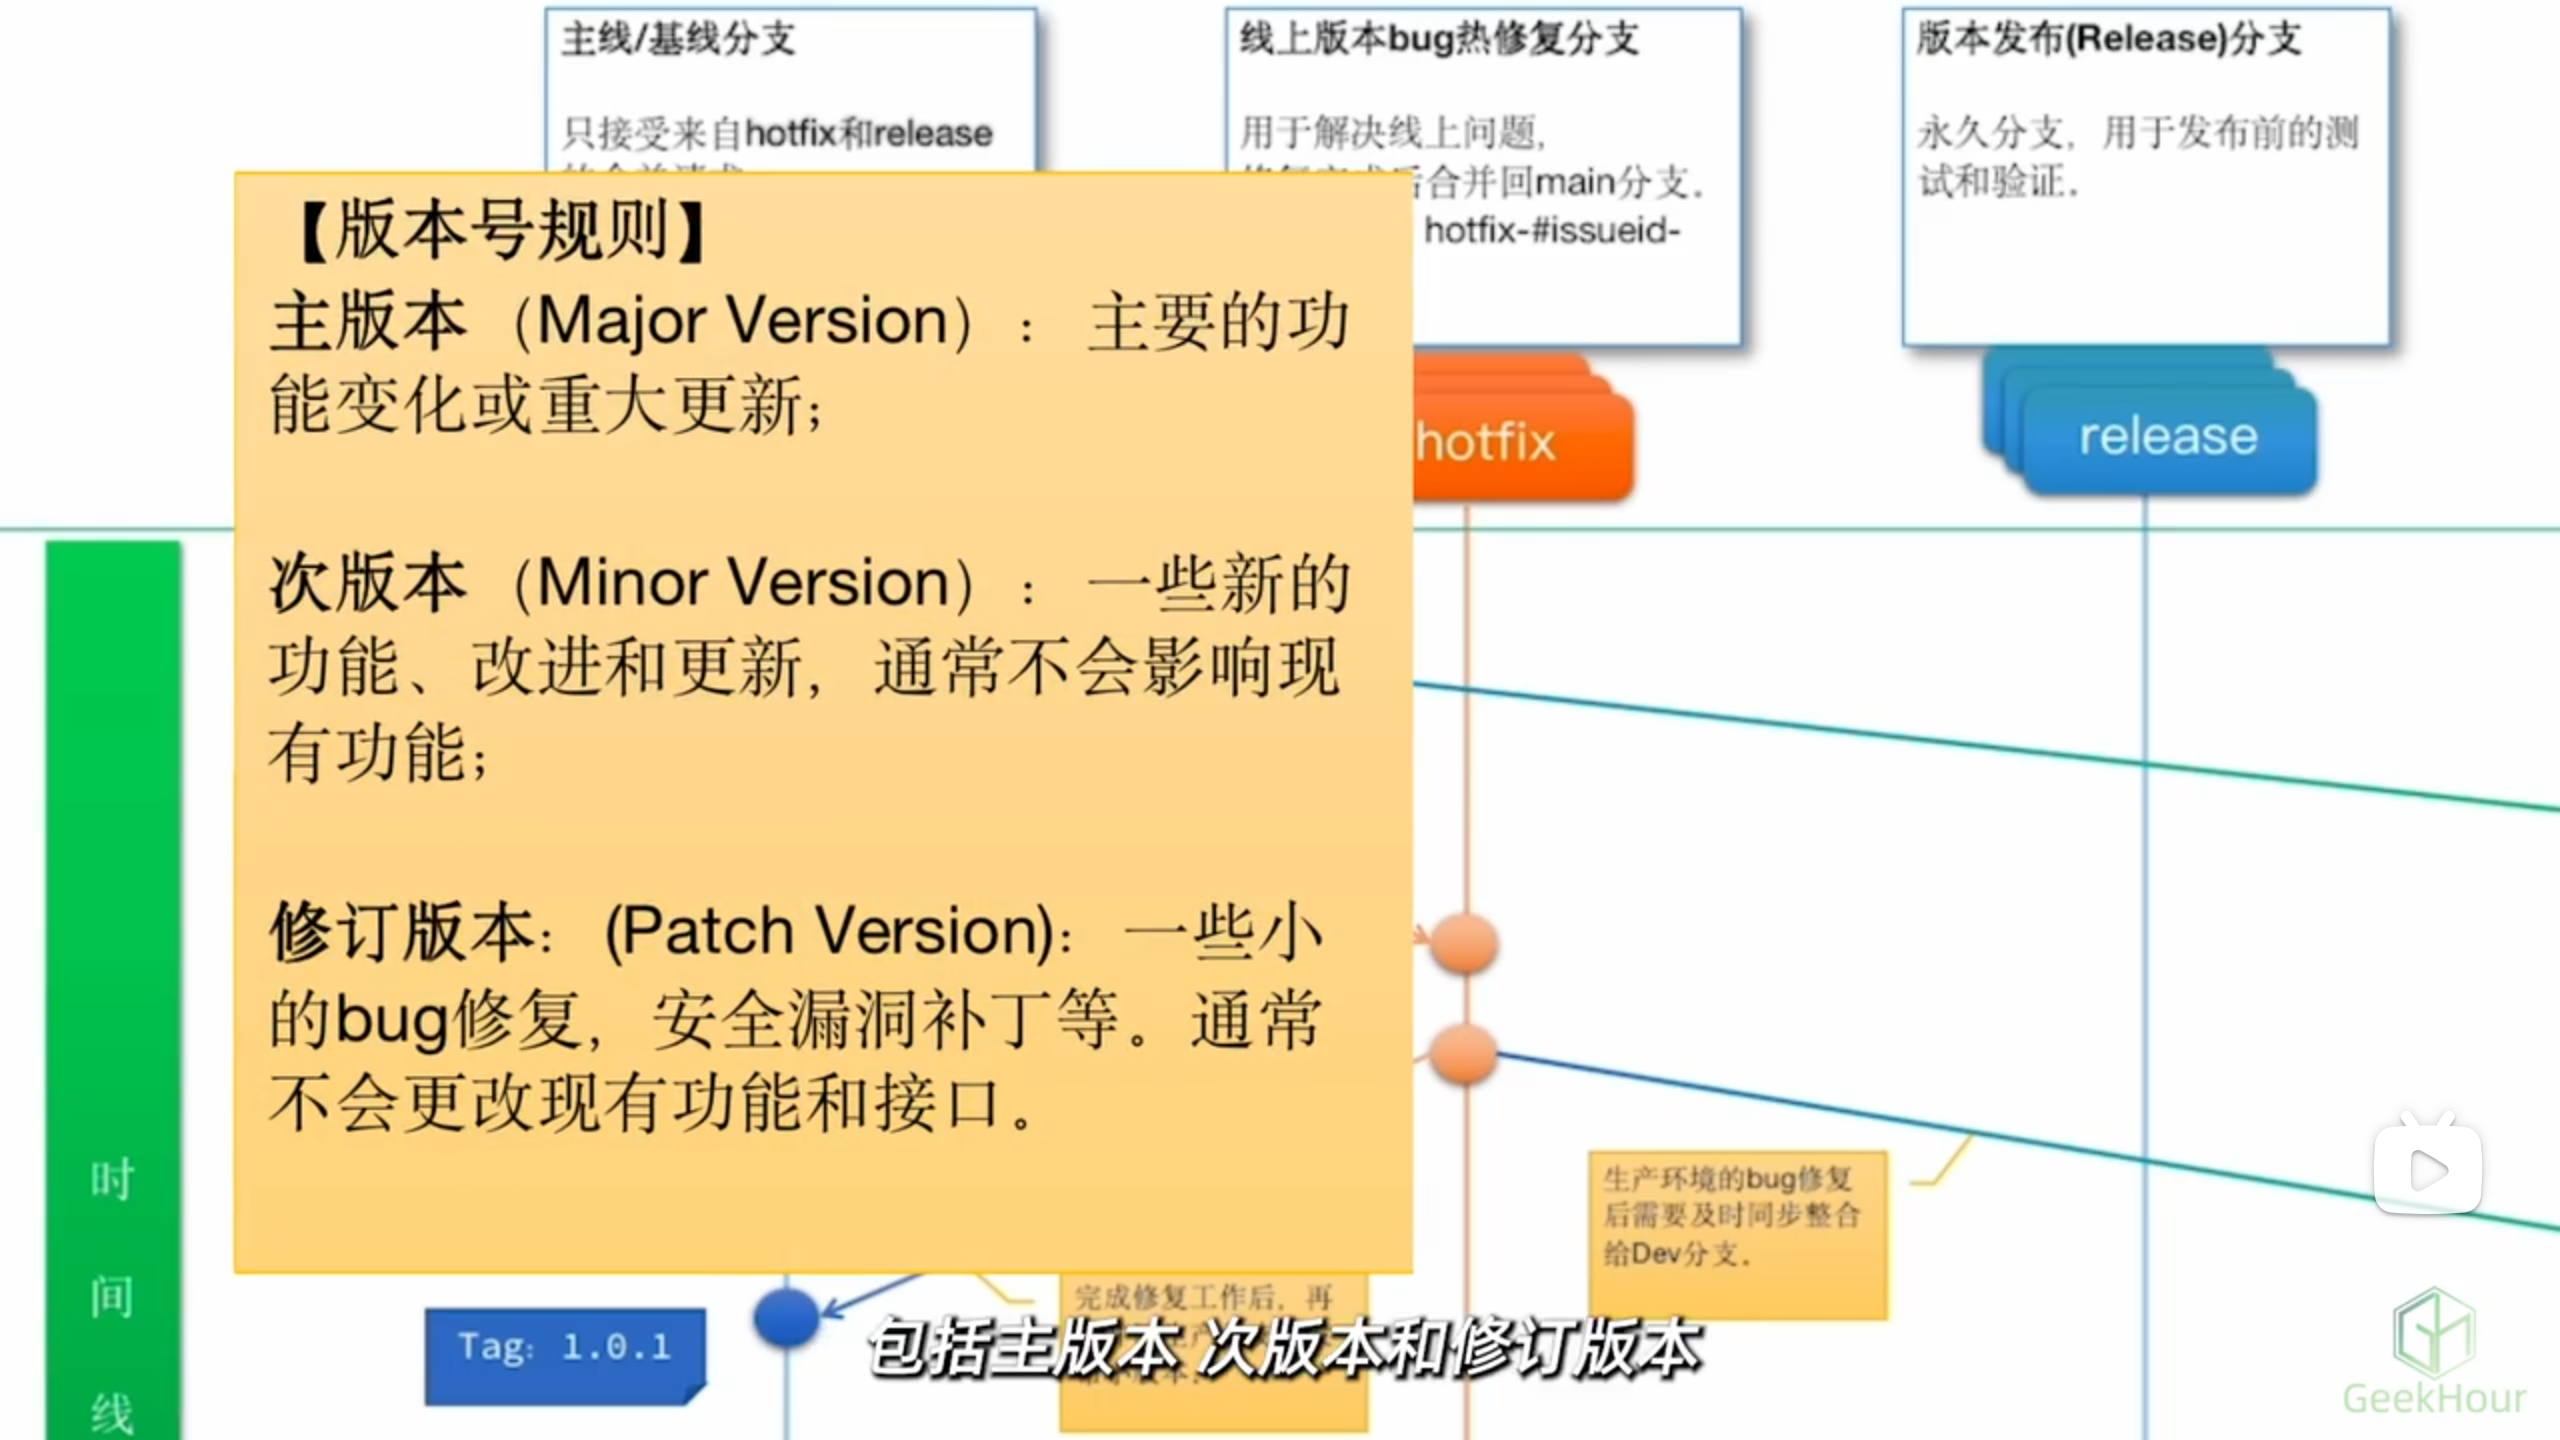 主线/基线分支
只接受来自hotfix和release
线上版本bug热修复分支
用于解决线上问题,
后合并回main分支.
hotfix-#issueid-
版本发布(Release)分支
永久分支, 用于发布前的测
试和验证.
【版本号规则】
主版本（Major Version）： 主要的功
能变化或重大更新;
次版本（Minor Version）： 一些新的
功能、改进和更新, 通常不会影响现
有功能;
修订版本: (Patch Version): 一些小
的bug修复, 安全漏洞补丁等。通常
不会更改现有功能和接口。
hotfix
release
时
间
线
生产环境的bug修复
后需要及时同步整合
给Dev分支.
完成修复工作后, 再
Tag: 1.0.1
包括主版本 次版本和修订版本
GeekHour